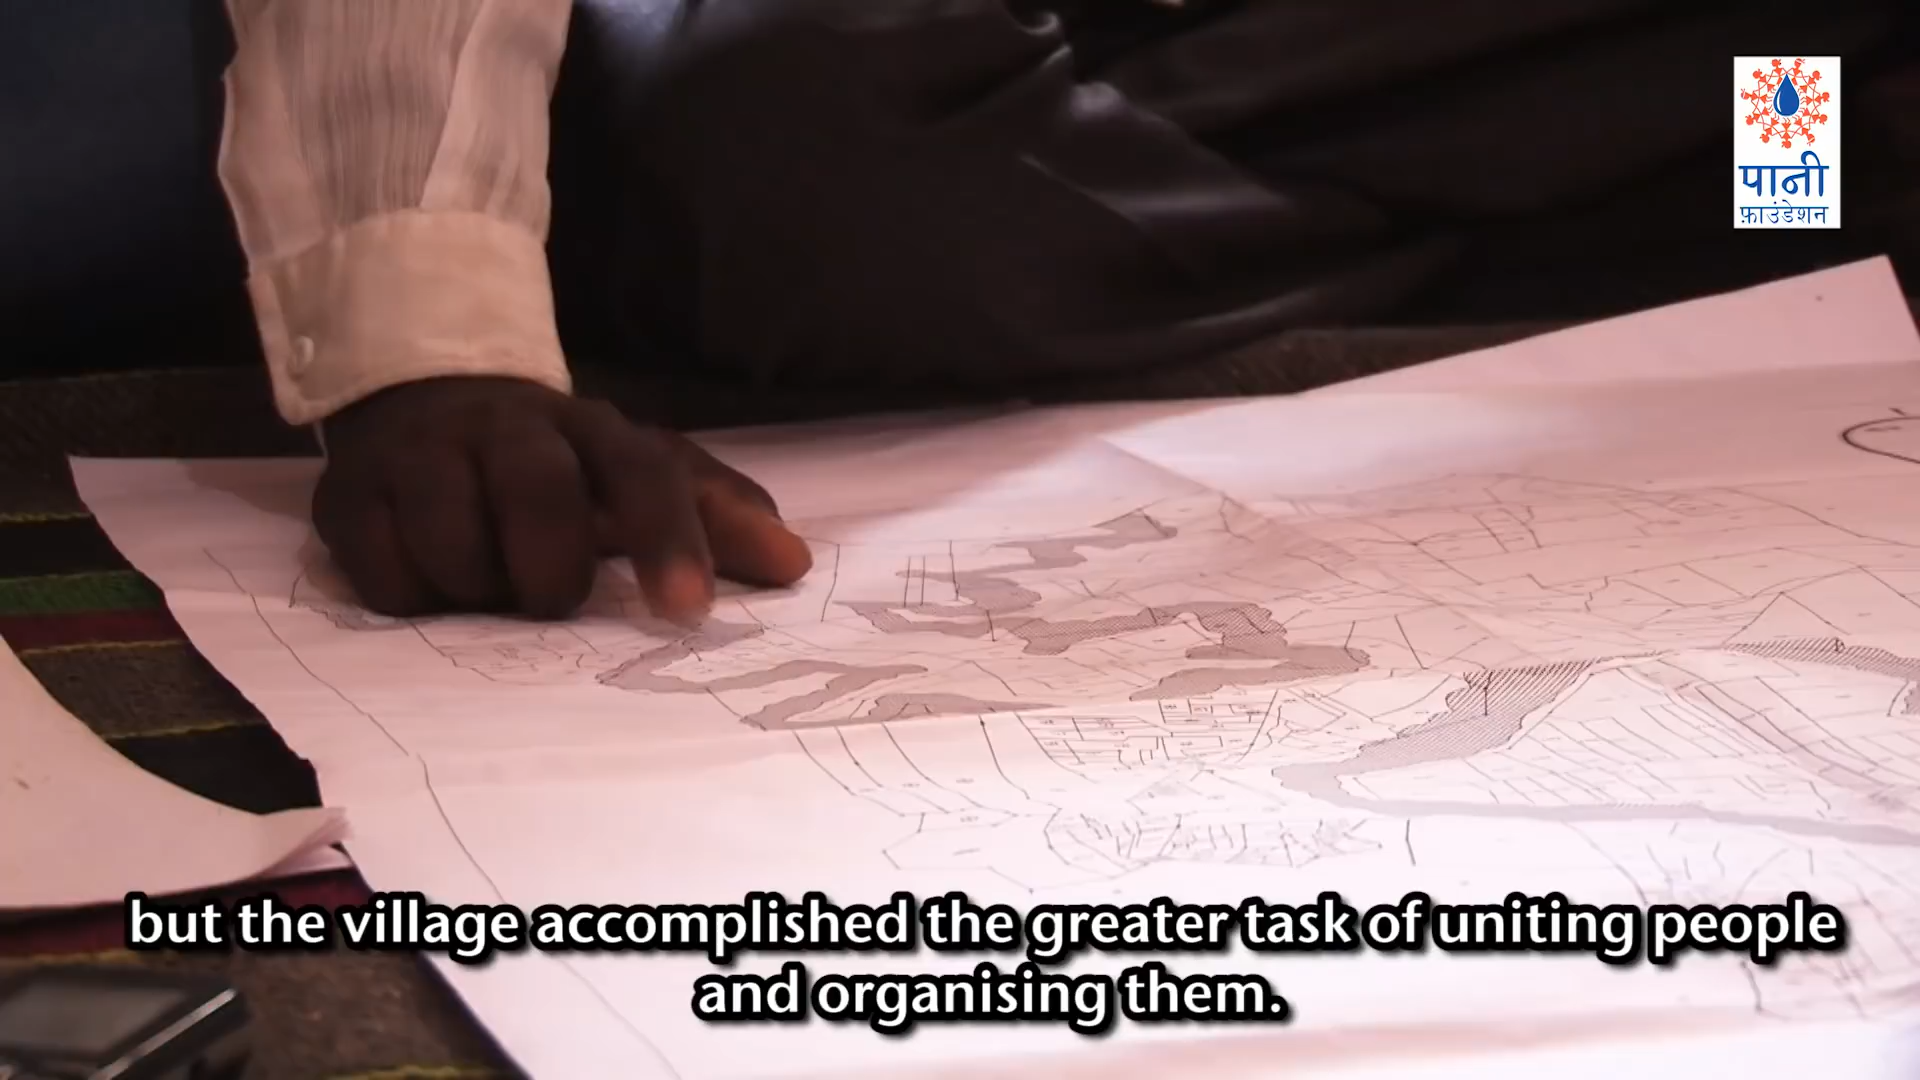 पानी
फ़ाउंडेशन
but the village accomplished the greater task of uniting people
and organising them.